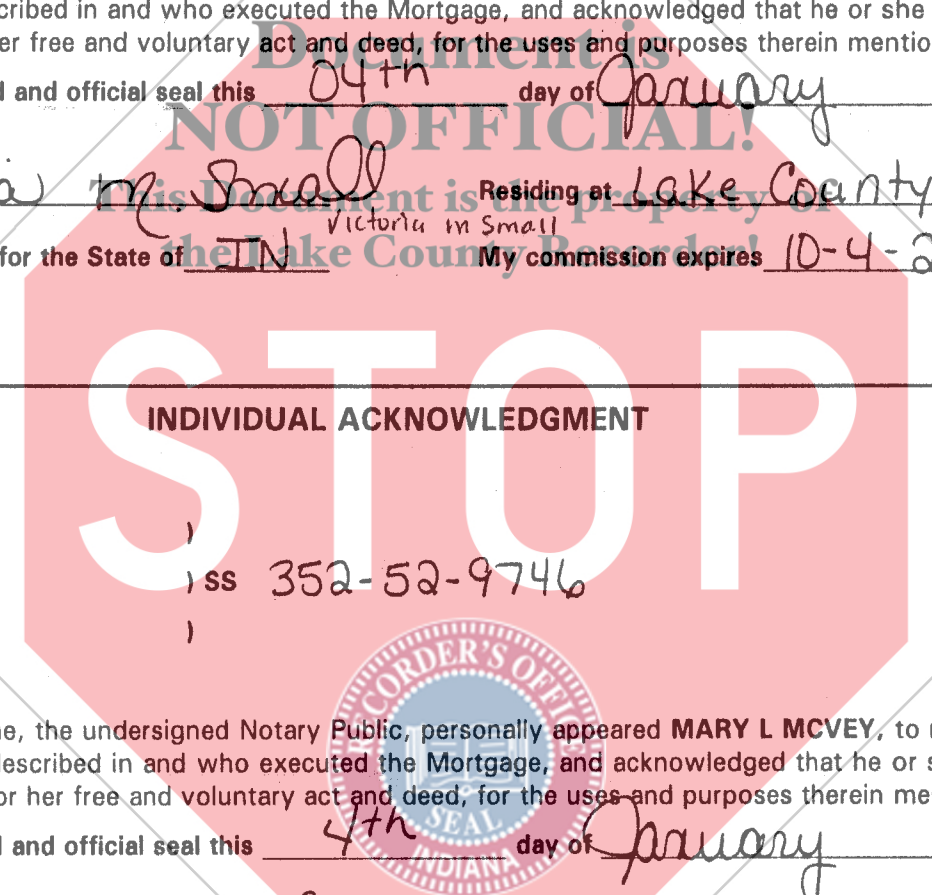 cribed in and who executed the Mortgage, and acknowledged that he or she
er free and voluntary act and deed, for the uses and purposes therein mentio
Document is
d and official seal this 04th day of January
NOT OFFICIAL!
a M. Small Residing at Lake County
This Document is the property of
Victoria m Small
the Lake County Recorder!
for the State of IN My commission expires 10-4-2
STOP
INDIVIDUAL ACKNOWLEDGMENT
)
) SS 352-52-9746
)
RECORDER'S OFFICE
ne, the undersigned Notary Public, personally appeared MARY L MCVEY, to
described in and who executed the Mortgage, and acknowledged that he or s
or her free and voluntary act and deed, for the uses and purposes therein me
SEAL
d and official seal this 4th day of January
INDIANA